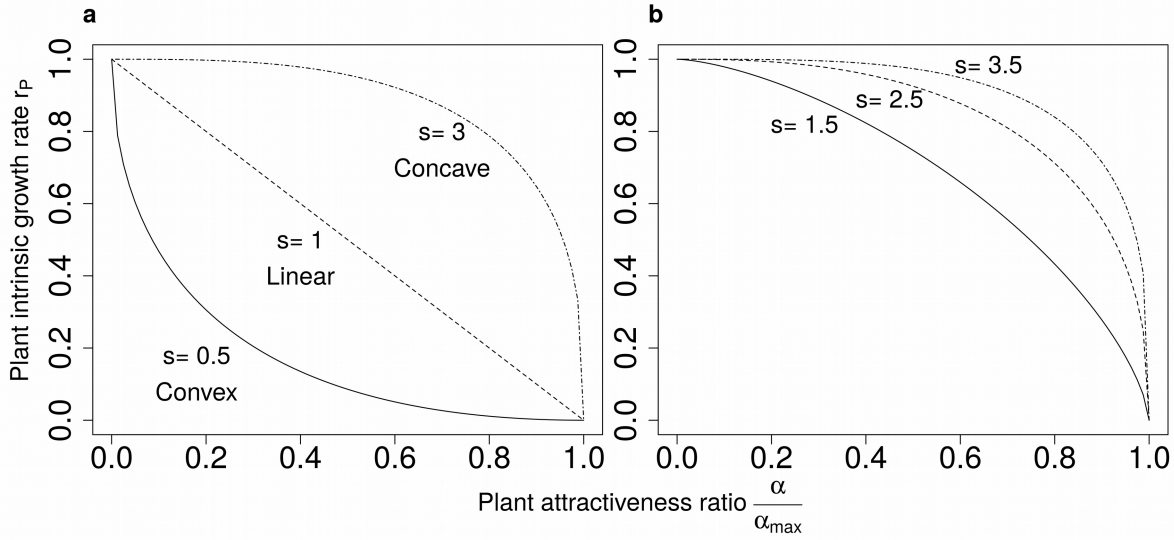 a
b
Plant intrinsic growth rate rP
1.0
0.8
0.6
0.4
0.2
0.0
s= 3
Concave
s= 1
Linear
s= 0.5
Convex
0.0 0.2 0.4 0.6 0.8 1.0
1.0
0.8
0.6
0.4
0.2
0.0
s= 3.5
s= 2.5
s= 1.5
0.0 0.2 0.4 0.6 0.8 1.0
Plant attractiveness ratio α
αmax